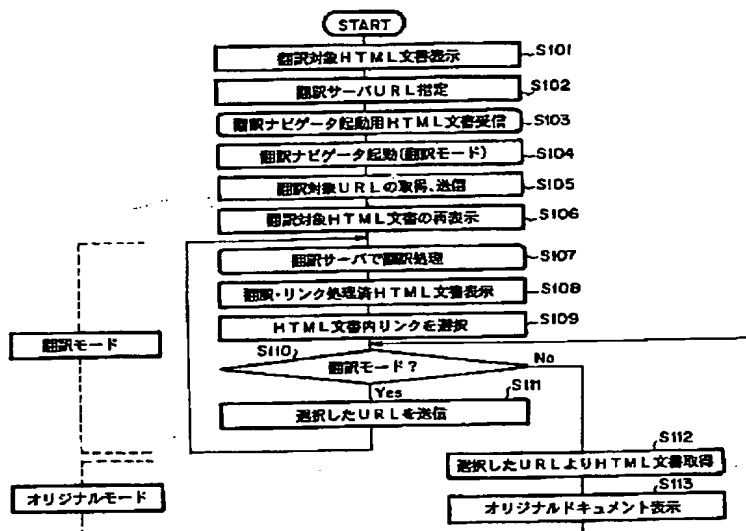 START
翻訳対象HTML文書表示
S101
翻訳サーバURL指定
S102
翻訳ナビゲータ起動用HTML文書受信
S103
翻訳ナビゲータ起動(翻訳モード)
S104
翻訳対象URLの取得、送信
S105
翻訳対象HTML文書の再表示
S106
翻訳サーバで翻訳処理
S107
翻訳・リンク処理済HTML文書表示
S108
HTML文書内リンクを選択
S109
翻訳モード
S110
翻訳モード?
No
Yes
S111
選択したURLを送信
S112
選択したURLよりHTML文書取得
オリジナルモード
S113
オリジナルドキュメント表示